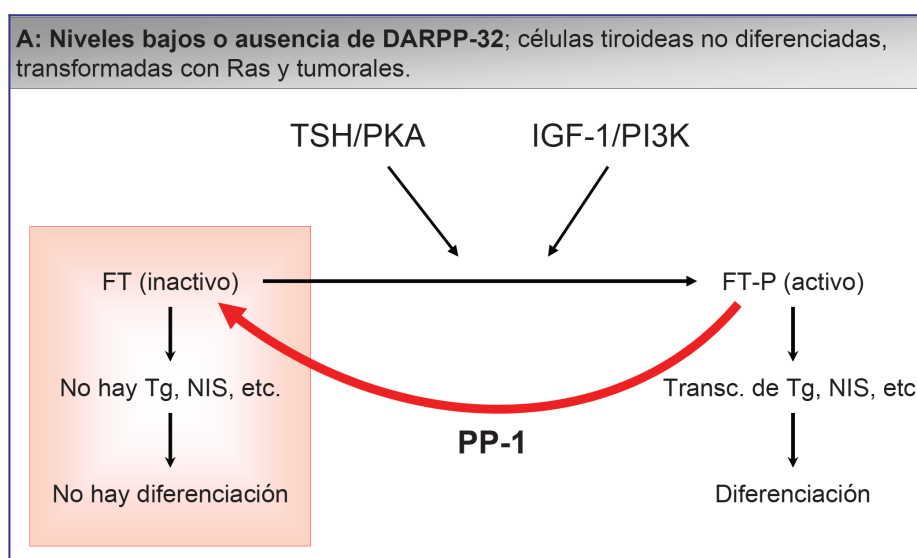 A: Niveles bajos o ausencia de DARPP-32; células tiroideas no diferenciadas,
transformadas con Ras y tumorales.
TSH/PKA
IGF-1/PI3K
FT (inactivo)
FT-P (activo)
No hay Tg, NIS, etc.
Transc. de Tg, NIS, etc
PP-1
No hay diferenciación
Diferenciación